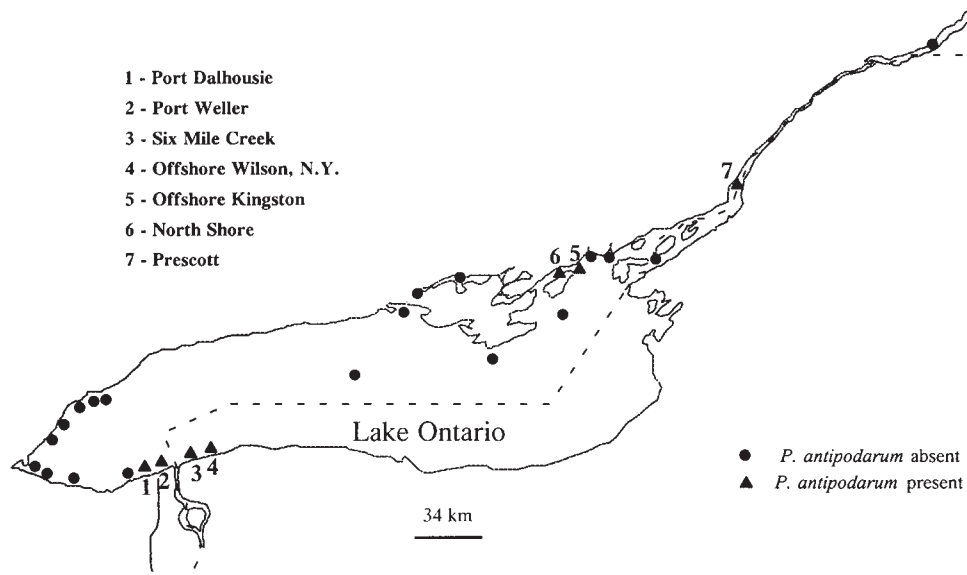 1 - Port Dalhousie
2 - Port Weller
3 - Six Mile Creek
4 - Offshore Wilson, N.Y.
5 - Offshore Kingston
6 - North Shore
7 - Prescott
7
6 5
Lake Ontario
1 2 3 4
P. antipodarum absent
P. antipodarum present
34 km